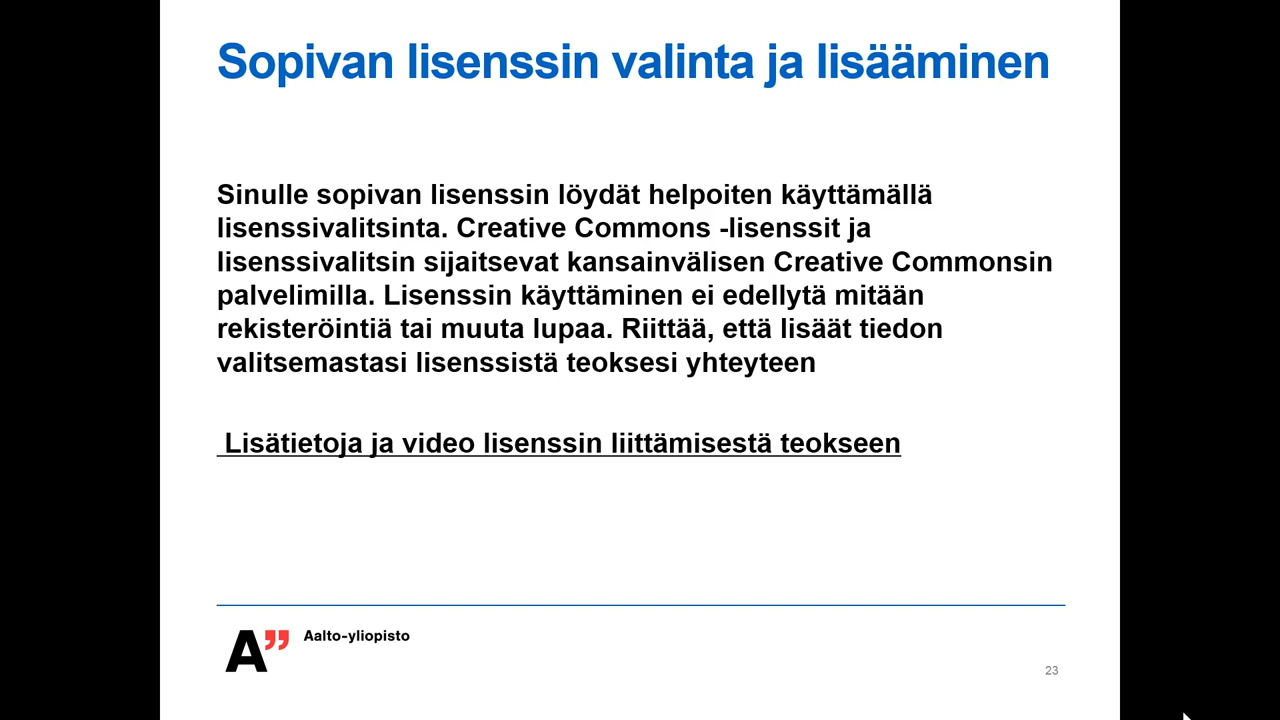 Sopivan lisenssin valinta ja lisääminen
Sinulle sopivan lisenssin löydät helpoiten käyttämällä
lisenssivalitsinta. Creative Commons -lisenssit ja
lisenssivalitsin sijaitsevat kansainvälisen Creative Commonsin
palvelimilla. Lisenssin käyttäminen ei edellytä mitään
rekisteröintiä tai muuta lupaa. Riittää, että lisäät tiedon
valitsemastasi lisenssistä teoksesi yhteyteen
Lisätietoja ja video lisenssin liittämisestä teokseen
A” Aalto-yliopisto
23